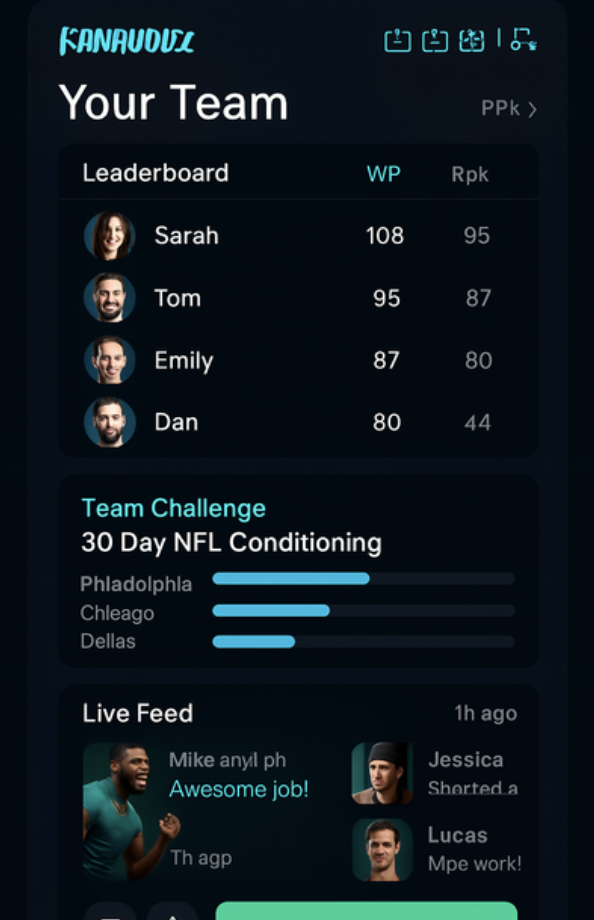 KANAUDUX
Your Team
PPk >
Leaderboard WP Rpk
Sarah 108 95
Tom 95 87
Emily 87 80
Dan 80 44
Team Challenge
30 Day NFL Conditioning
Phladolphla
Chleago
Dellas
Live Feed 1h ago
Mike anyil ph
Awesome job!
Th agp
Jessica
Shorted a
Lucas
Mpe work!